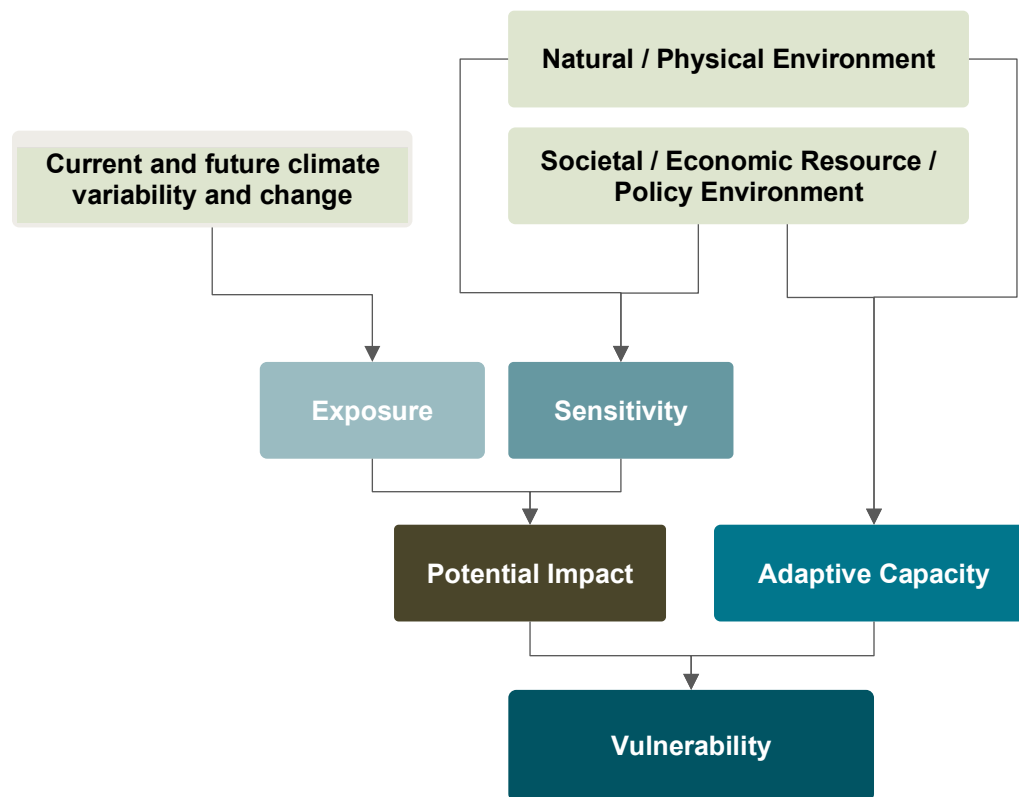 Natural / Physical Environment
Current and future climate
variability and change
Societal / Economic Resource /
Policy Environment
Exposure
Sensitivity
Potential Impact
Adaptive Capacity
Vulnerability